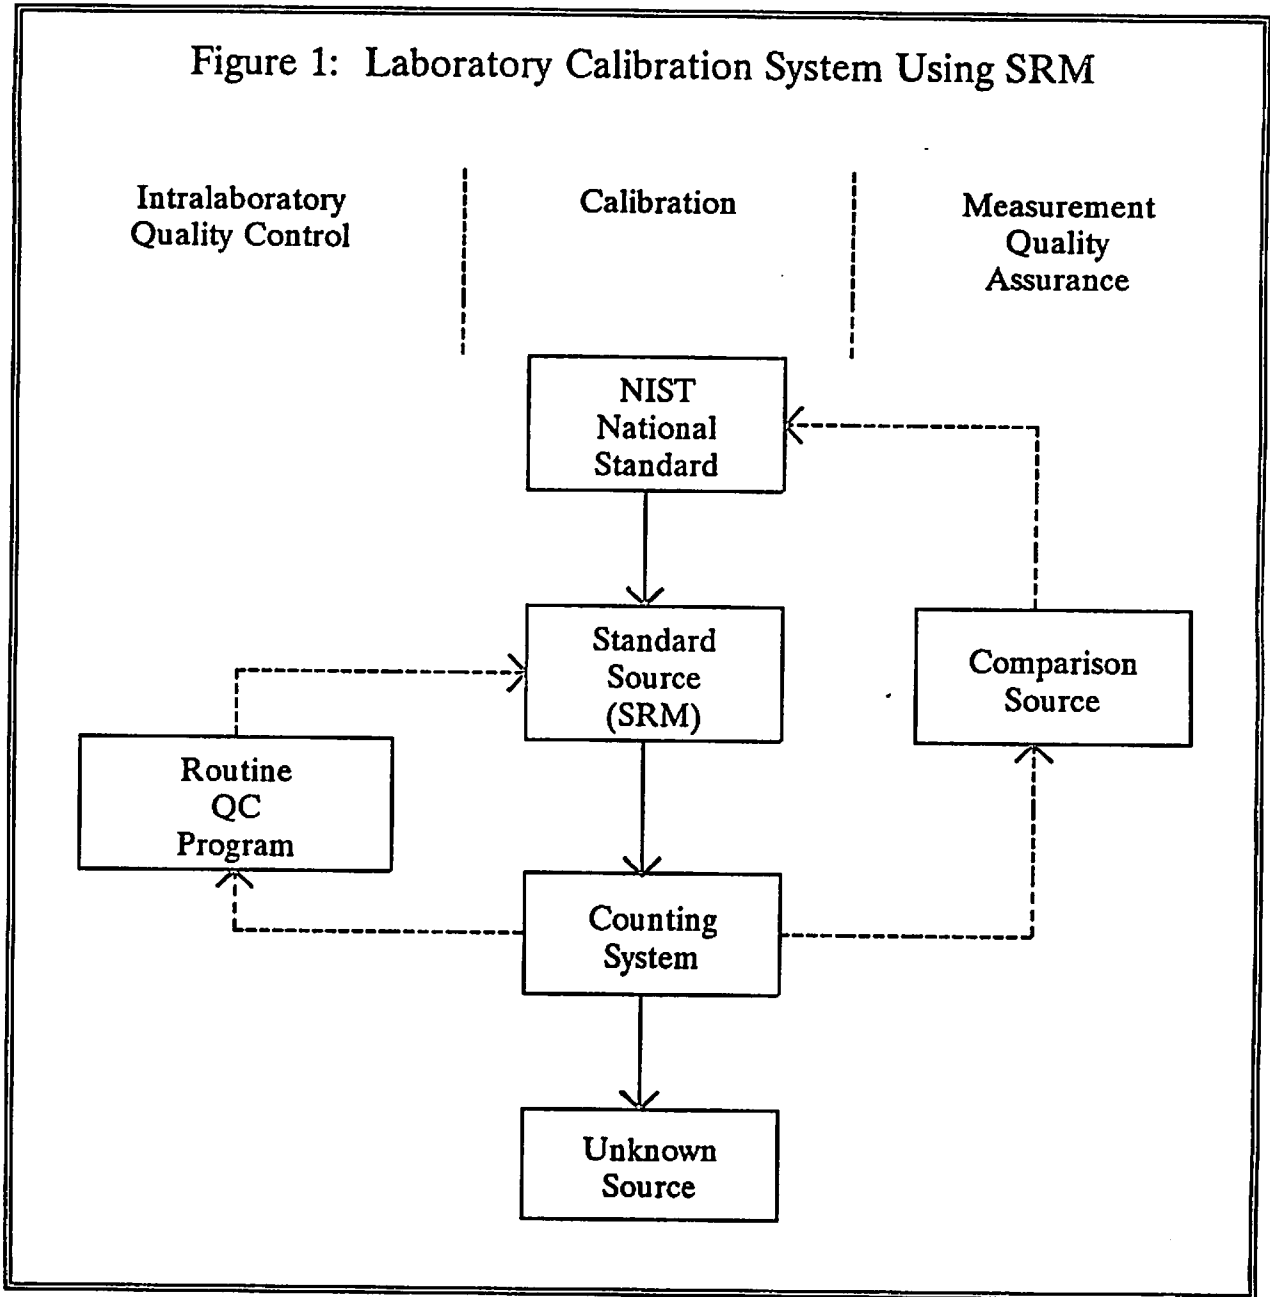 Figure 1: Laboratory Calibration System Using SRM
Intralaboratory
Quality Control
Calibration
Measurement
Quality
Assurance
NIST
National
Standard
Standard
Source
(SRM)
Comparison
Source
Routine
QC
Program
Counting
System
Unknown
Source